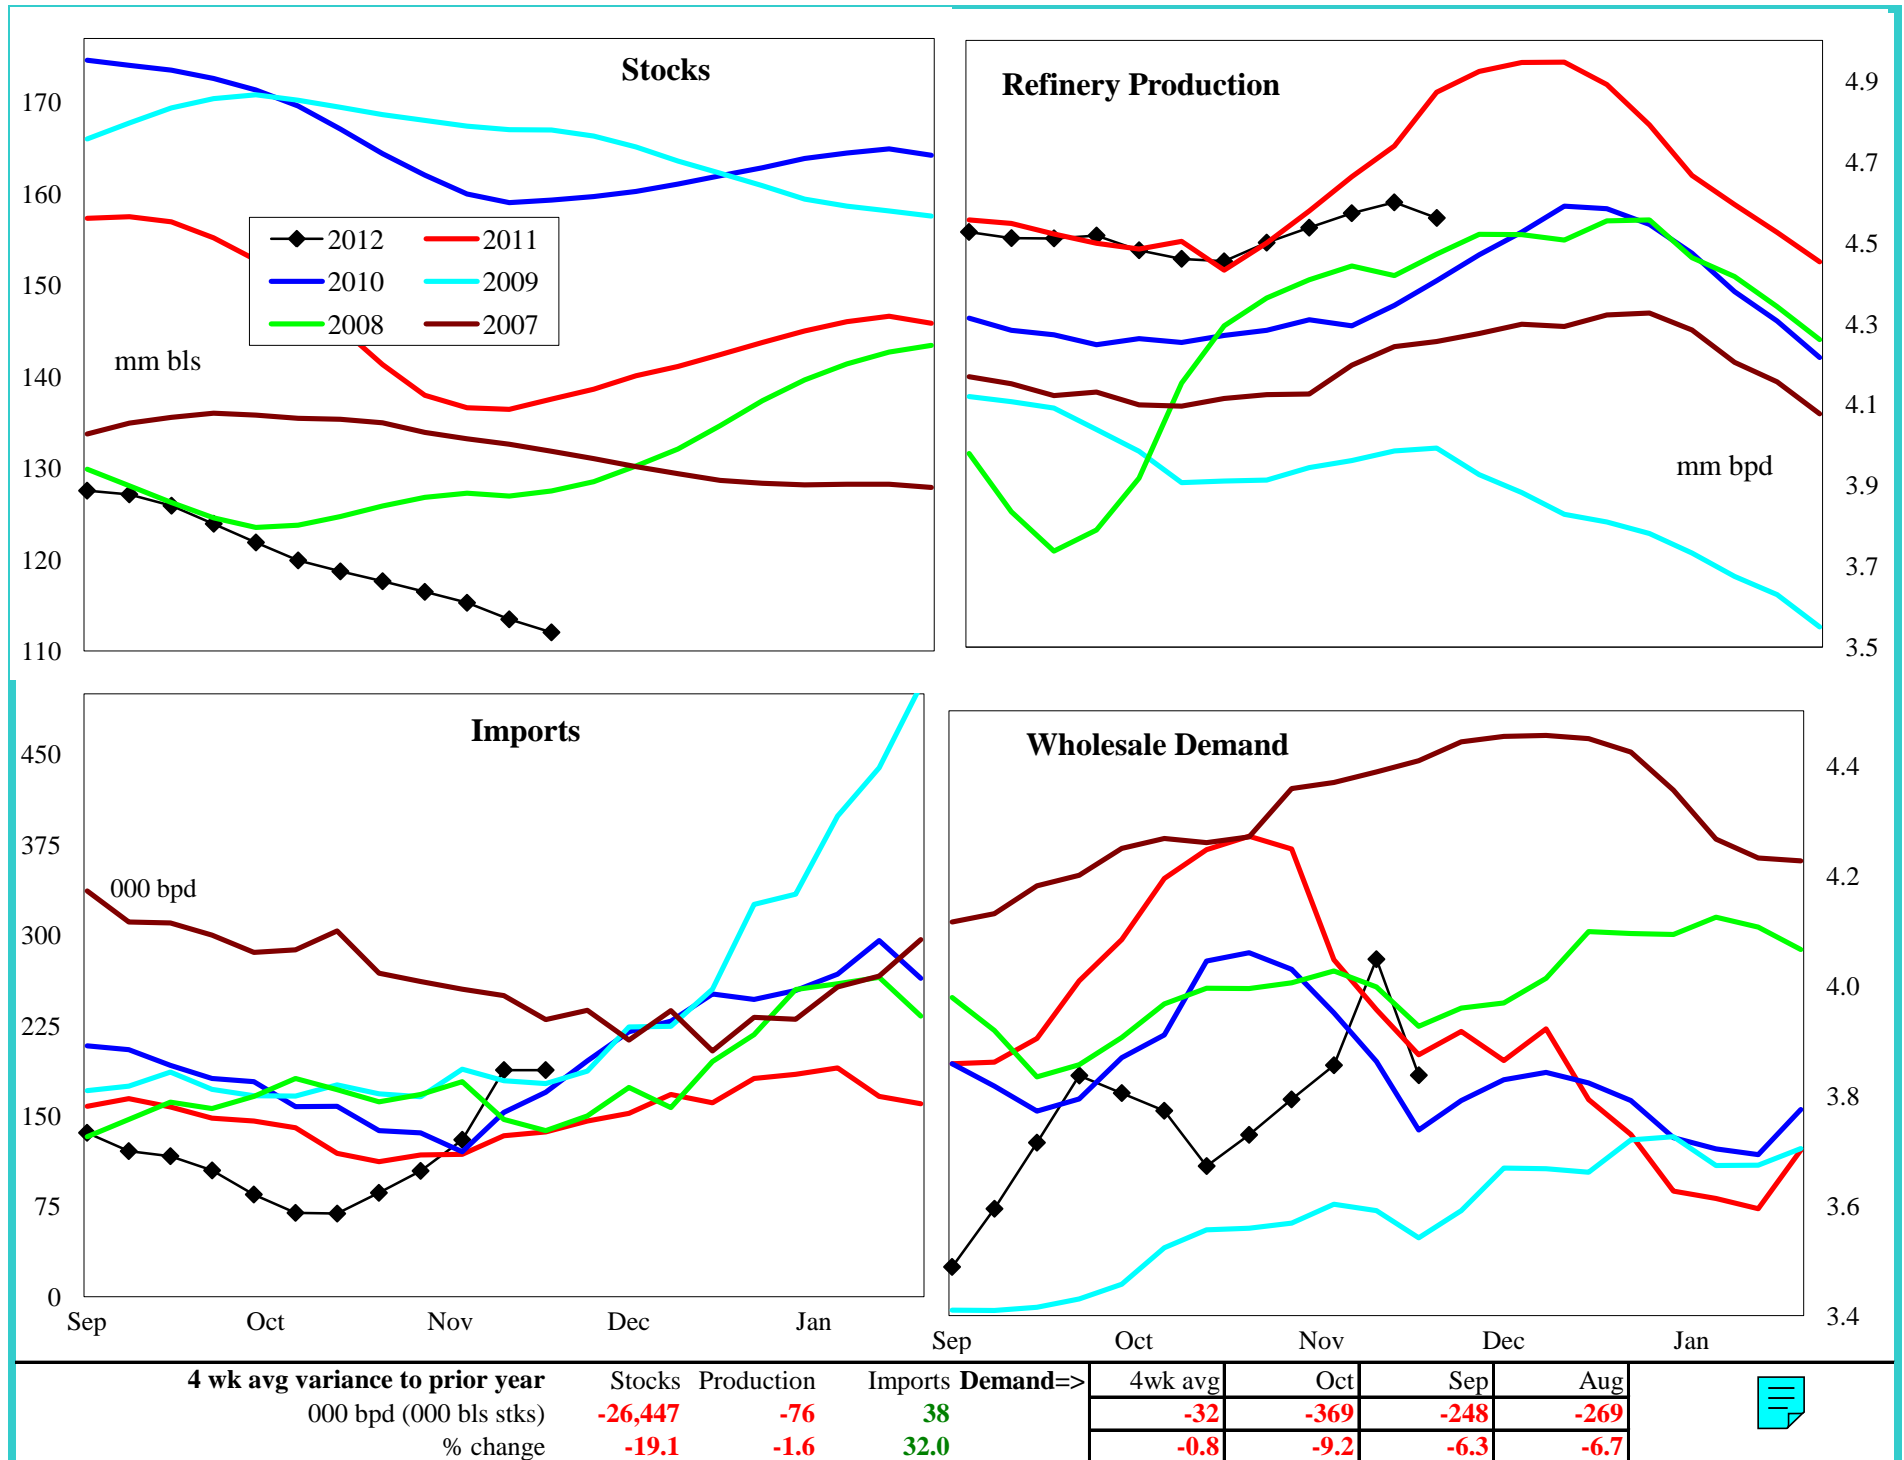 Stocks
170
160
150
140
130
120
110
2012 2011
2010 2009
2008 2007
mm bls
Refinery Production
4.9
4.7
4.5
4.3
4.1
3.9
3.7
3.5
mm bpd
Imports
450
375
300
225
150
75
0
000 bpd
Sep Oct Nov Dec Jan
Wholesale Demand
4.4
4.2
4.0
3.8
3.6
3.4
Sep Oct Nov Dec Jan
4 wk avg variance to prior year Stocks Production Imports Demand=> 4wk avg Oct Sep Aug
000 bpd (000 bls stks) -26,447 -76 38 -32 -369 -248 -269
% change -19.1 -1.6 32.0 -0.8 -9.2 -6.3 -6.7